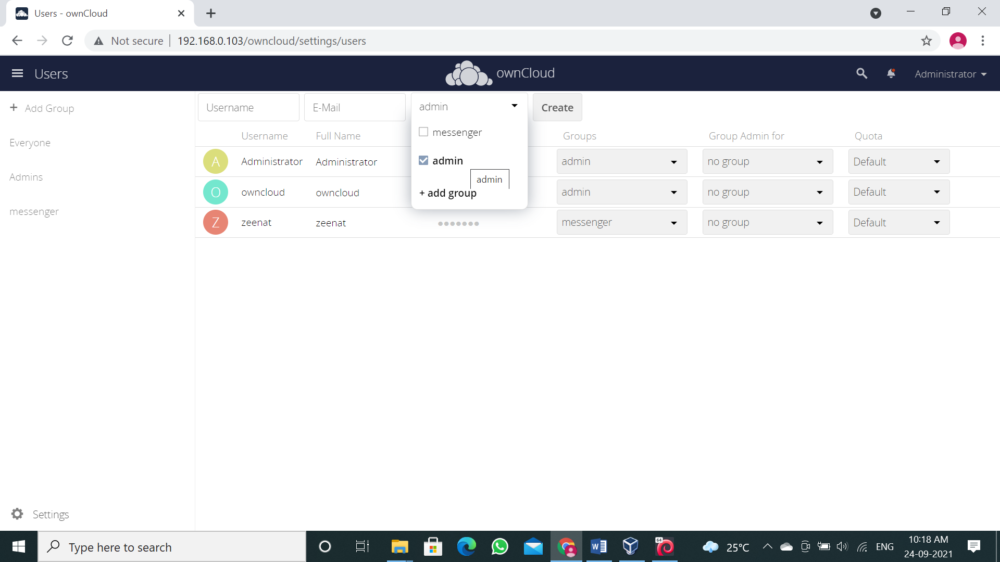 Users - ownCloud
Not secure | 192.168.0.103/owncloud/settings/users
Users ownCloud Administrator
+ Add Group
Everyone
Admins
messenger
Settings
Username E-Mail admin Create
messenger
admin
admin
+ add group
Username Full Name Groups Group Admin for Quota
A Administrator Administrator admin no group Default
O owncloud owncloud admin no group Default
Z zeenat zeenat messenger no group Default
Type here to search
64
25°C ENG
10:18 AM
24-09-2021